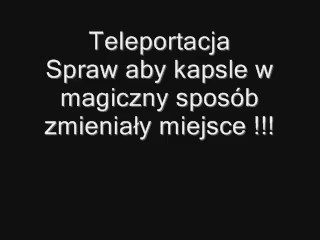 Teleportacja
Spraw aby kapsle w
magiczny sposób
zmieniały miejsce !!!